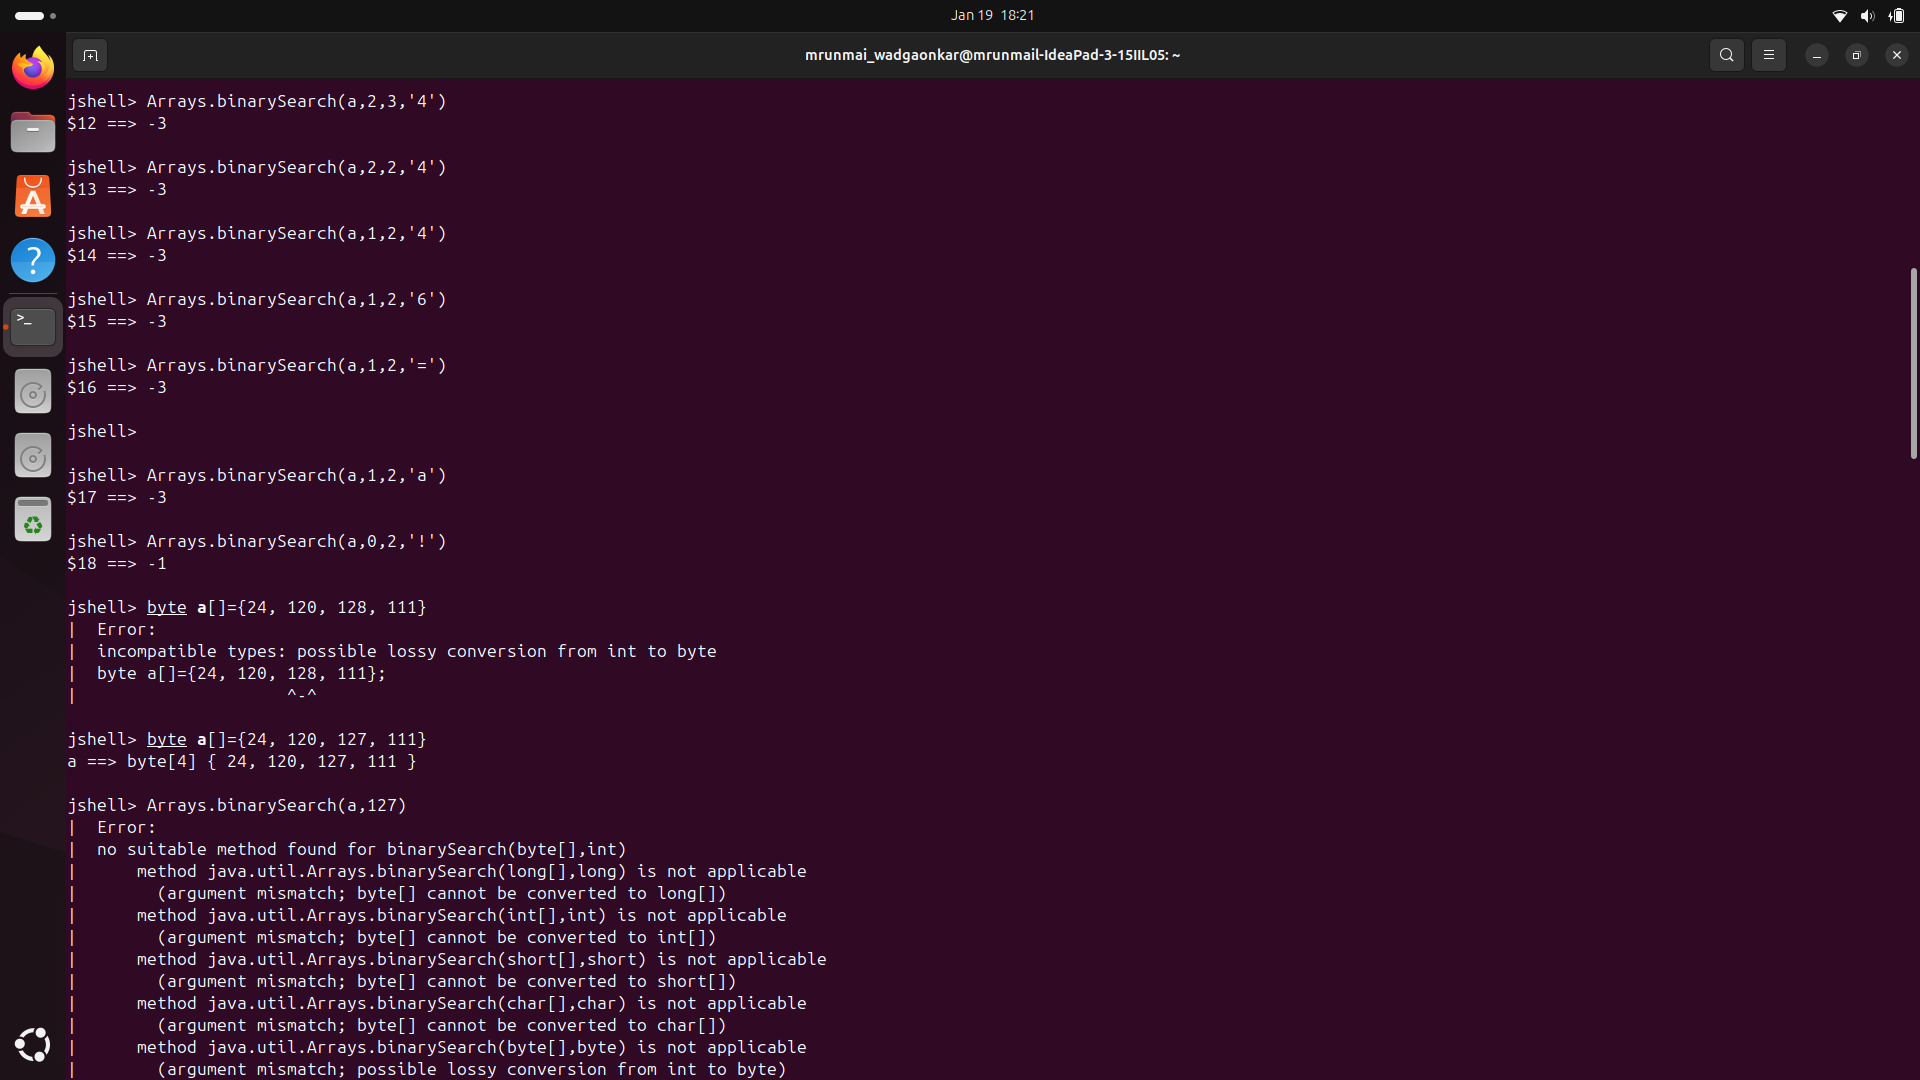 Jan 19 18:21
mrunmai_wadgaonkar@mrunmail-IdeaPad-3-15IIL05: ~
jshell> Arrays.binarySearch(a,2,3,'4')
$12 ==> -3
jshell> Arrays.binarySearch(a,2,2,'4')
$13 ==> -3
jshell> Arrays.binarySearch(a,1,2,'4')
$14 ==> -3
jshell> Arrays.binarySearch(a,1,2,'6')
$15 ==> -3
jshell> Arrays.binarySearch(a,1,2,'=')
$16 ==> -3
jshell>
jshell> Arrays.binarySearch(a,1,2,'a')
$17 ==> -3
jshell> Arrays.binarySearch(a,0,2,'!')
$18 ==> -1
jshell> byte a[]={24, 120, 128, 111}
|  Error:
|  incompatible types: possible lossy conversion from int to byte
|  byte a[]={24, 120, 128, 111};
|                     ^-^
jshell> byte a[]={24, 120, 127, 111}
a ==> byte[4] { 24, 120, 127, 111 }
jshell> Arrays.binarySearch(a,127)
|  Error:
|  no suitable method found for binarySearch(byte[],int)
|      method java.util.Arrays.binarySearch(long[],long) is not applicable
|        (argument mismatch; byte[] cannot be converted to long[])
|      method java.util.Arrays.binarySearch(int[],int) is not applicable
|        (argument mismatch; byte[] cannot be converted to int[])
|      method java.util.Arrays.binarySearch(short[],short) is not applicable
|        (argument mismatch; byte[] cannot be converted to short[])
|      method java.util.Arrays.binarySearch(char[],char) is not applicable
|        (argument mismatch; byte[] cannot be converted to char[])
|      method java.util.Arrays.binarySearch(byte[],byte) is not applicable
|        (argument mismatch; possible lossy conversion from int to byte)